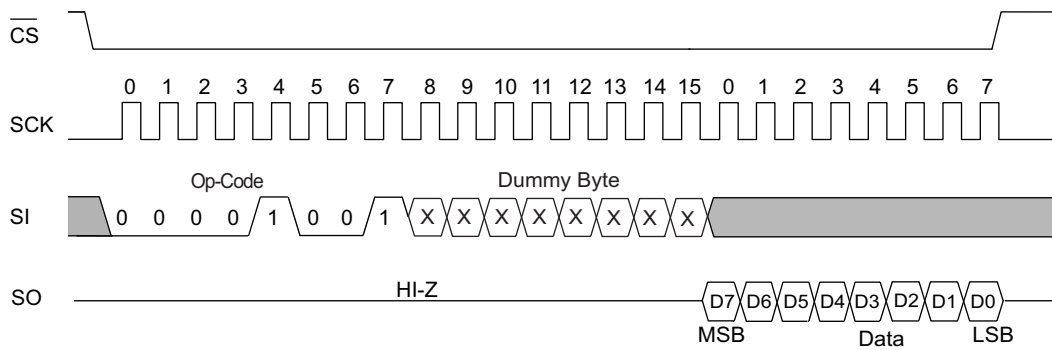 CS
0 1 2 3 4 5 6 7 8 9 10 11 12 13 14 15 0 1 2 3 4 5 6 7
SCK
Op-Code Dummy Byte
SI 0 0 0 0 1 0 0 1 X X X X X X X X
HI-Z
SO D7 D6 D5 D4 D3 D2 D1 D0
MSB Data LSB